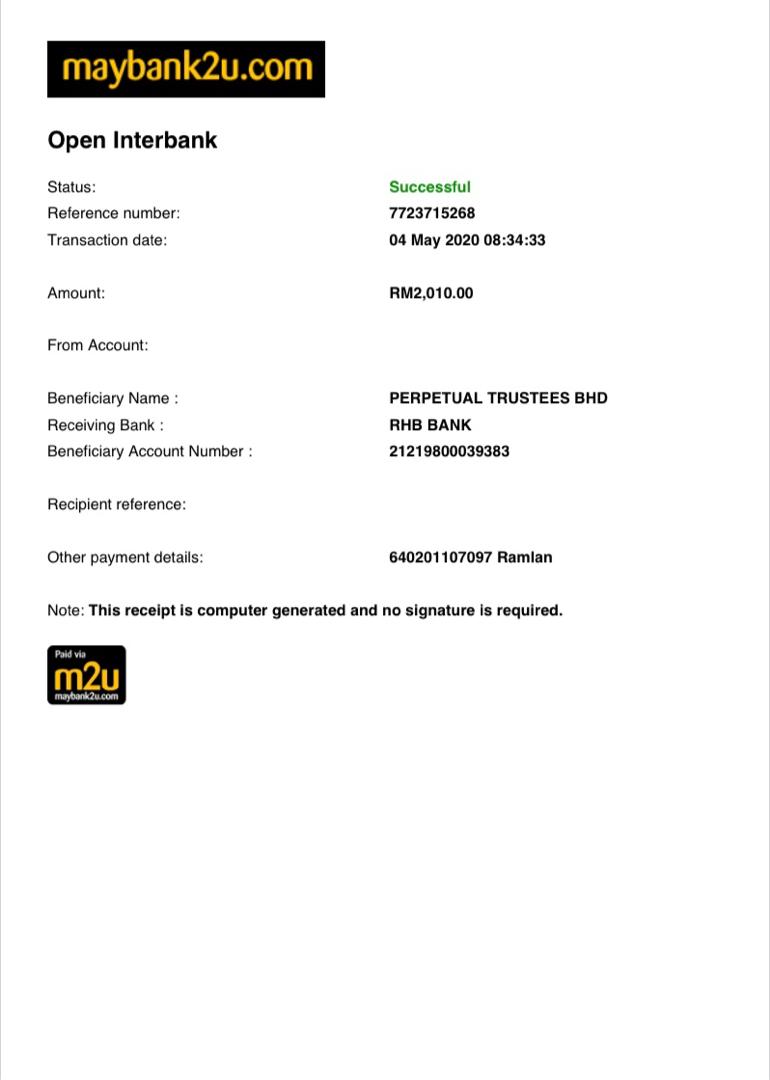 maybank2u.com
Open Interbank
Status: Successful
Reference number: 7723715268
Transaction date: 04 May 2020 08:34:33
Amount: RM2,010.00
From Account:
Beneficiary Name : PERPETUAL TRUSTEES BHD
Receiving Bank : RHB BANK
Beneficiary Account Number : 21219800039383
Recipient reference:
Other payment details: 640201107097 Ramlan
Note: This receipt is computer generated and no signature is required.
Paid via
m2u
maybank2u.com